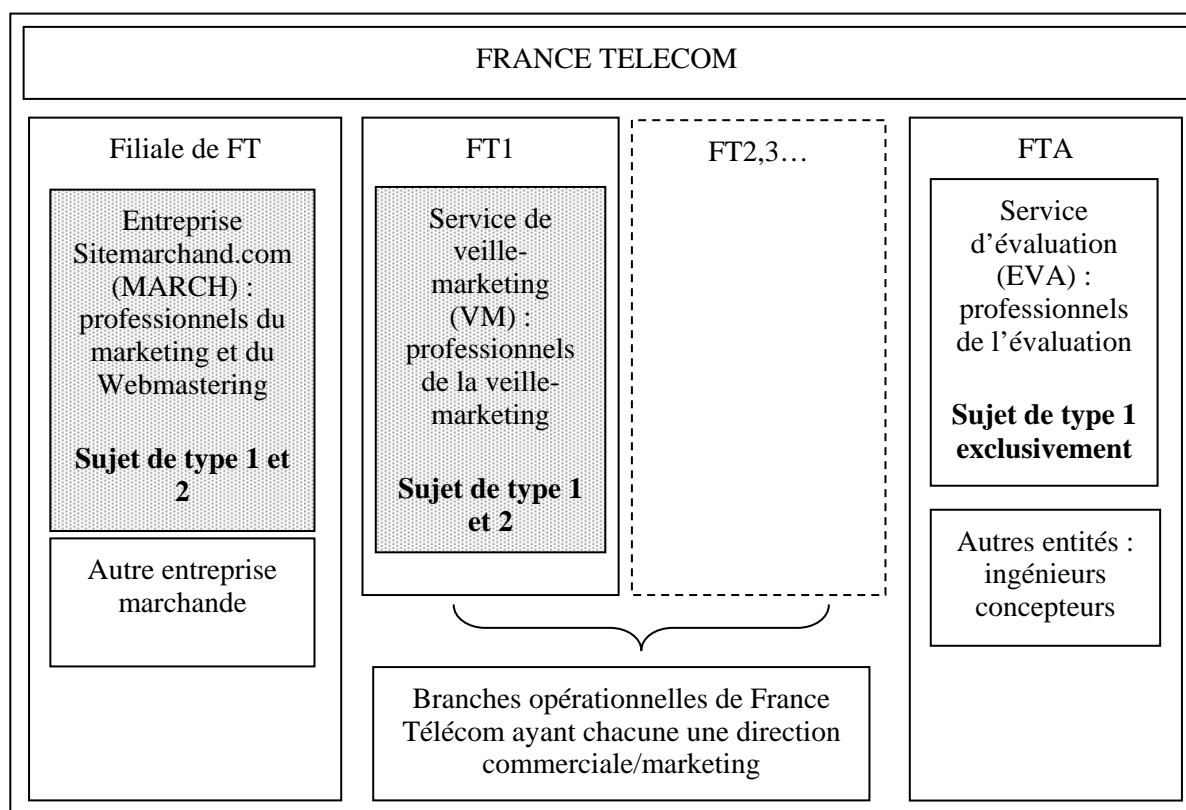 FRANCE TELECOM
Filiale de FT
Entreprise
Sitemarchand.com
(MARCH) :
professionnels du
marketing et du
Webmastering
Sujet de type 1 et
2
Autre entreprise
marchande
FT1
Service de
veille-
marketing
(VM) :
professionnels
de la veille-
marketing
Sujet de type 1
et 2
FT2,3…
Branches opérationnelles de France
Télécom ayant chacune une direction
commerciale/marketing
FTA
Service
d’évaluation
(EVA) :
professionnels
de l’évaluation
Sujet de type 1
exclusivement
Autres entités :
ingénieurs
concepteurs